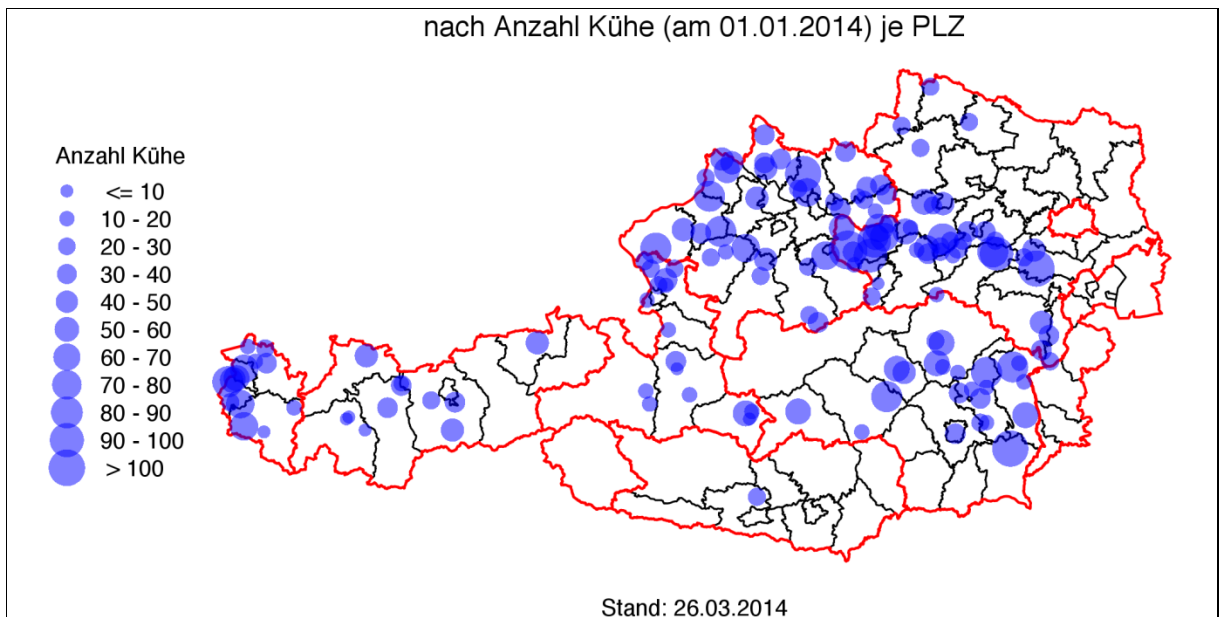 nach Anzahl Kühe (am 01.01.2014) je PLZ
Anzahl Kühe
<= 10
10 - 20
20 - 30
30 - 40
40 - 50
50 - 60
60 - 70
70 - 80
80 - 90
90 - 100
> 100
Stand: 26.03.2014